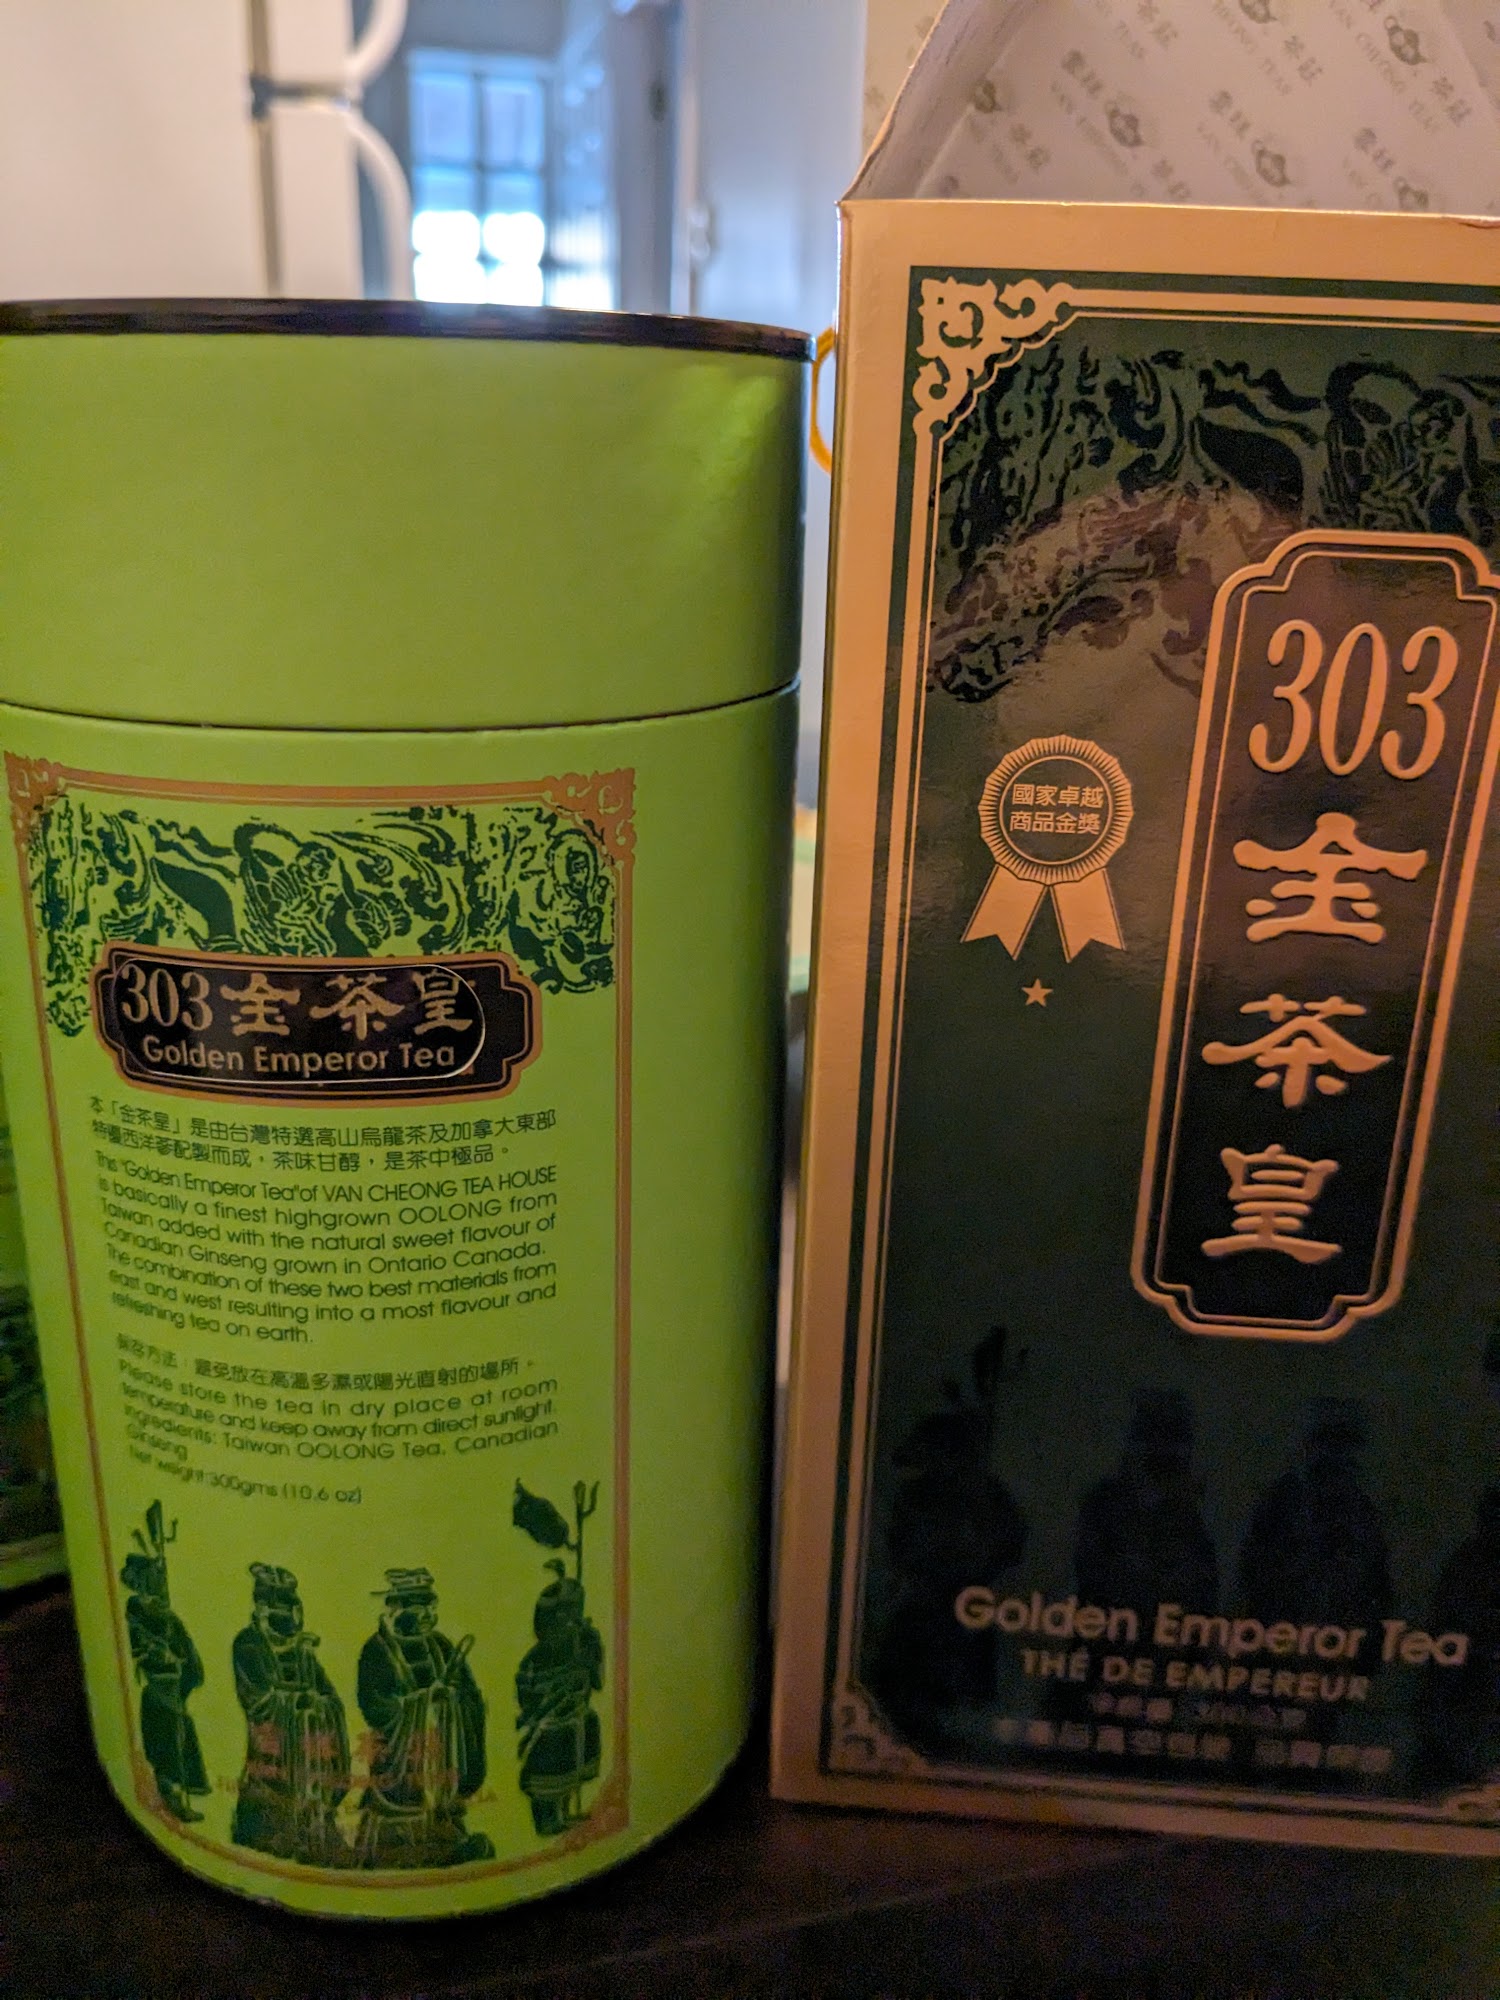 303金茶皇
Golden Emperor Tea
本「金茶皇」是由台灣特選高山烏龍茶及加拿大東部
特優西洋蔘配製而成，茶味甘醇，是茶中極品。
This "Golden Emperor Tea"of VAN CHEONG TEA HOUSE
is basically a finest highgrown OOLONG from
Taiwan added with the natural sweet flavour of
Canadian Ginseng grown in Ontario Canada.
The combination of these two best materials from
east and west resulting into a most flavour and
refreshing tea on earth.
保存方法：避免放在高溫多濕或陽光直射的場所。
Please store the tea in dry place at room
temperature and keep away from direct sunlight.
Ingredients: Taiwan OOLONG Tea, Canadian
Ginseng
Net weight:300gms (10.6 oz)
VAN CHEONG TEAS
國家卓越
商品金獎
303
金
茶
皇
Golden Emperor Tea
THÉ DE EMPEREUR